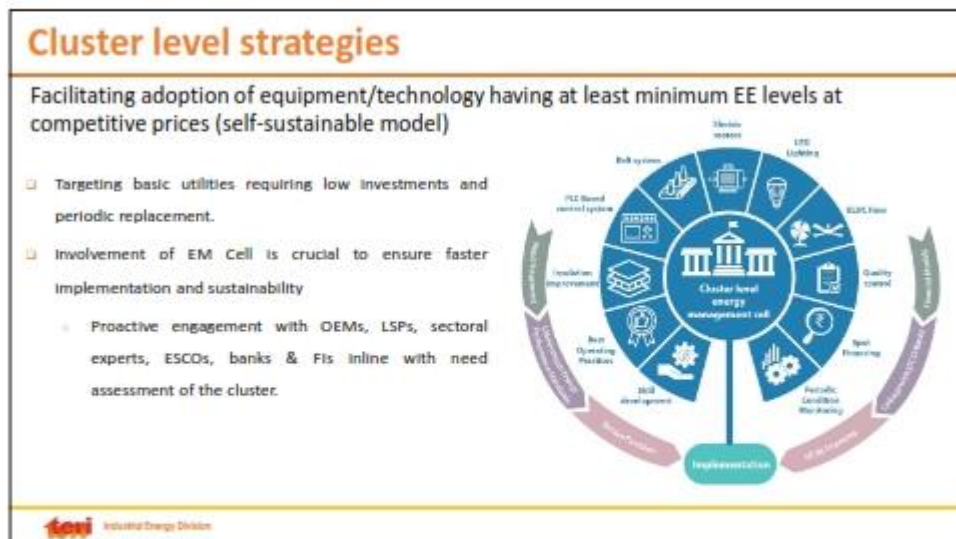 Cluster level strategies
Facilitating adoption of equipment/technology having at least minimum EE levels at
competitive prices (self-sustainable model)
Targeting basic utilities requiring low investments and
periodic replacement.
Involvement of EM Cell is crucial to ensure faster
implementation and sustainability
Proactive engagement with OEMs, LSPs, sectoral
experts, ESCOs, banks & FIs inline with need
assessment of the cluster.
Electric
motors
LED
Lighting
BLDC Fans
Quality
control
Spot
Financing
Periodic
Condition
Monitoring
Skill
development
Best
Operating
Practices
Insulation
improvement
PLC Based
control system
Belt system
Cluster level
energy
management cell
Implementation
teri Industrial Energy Division